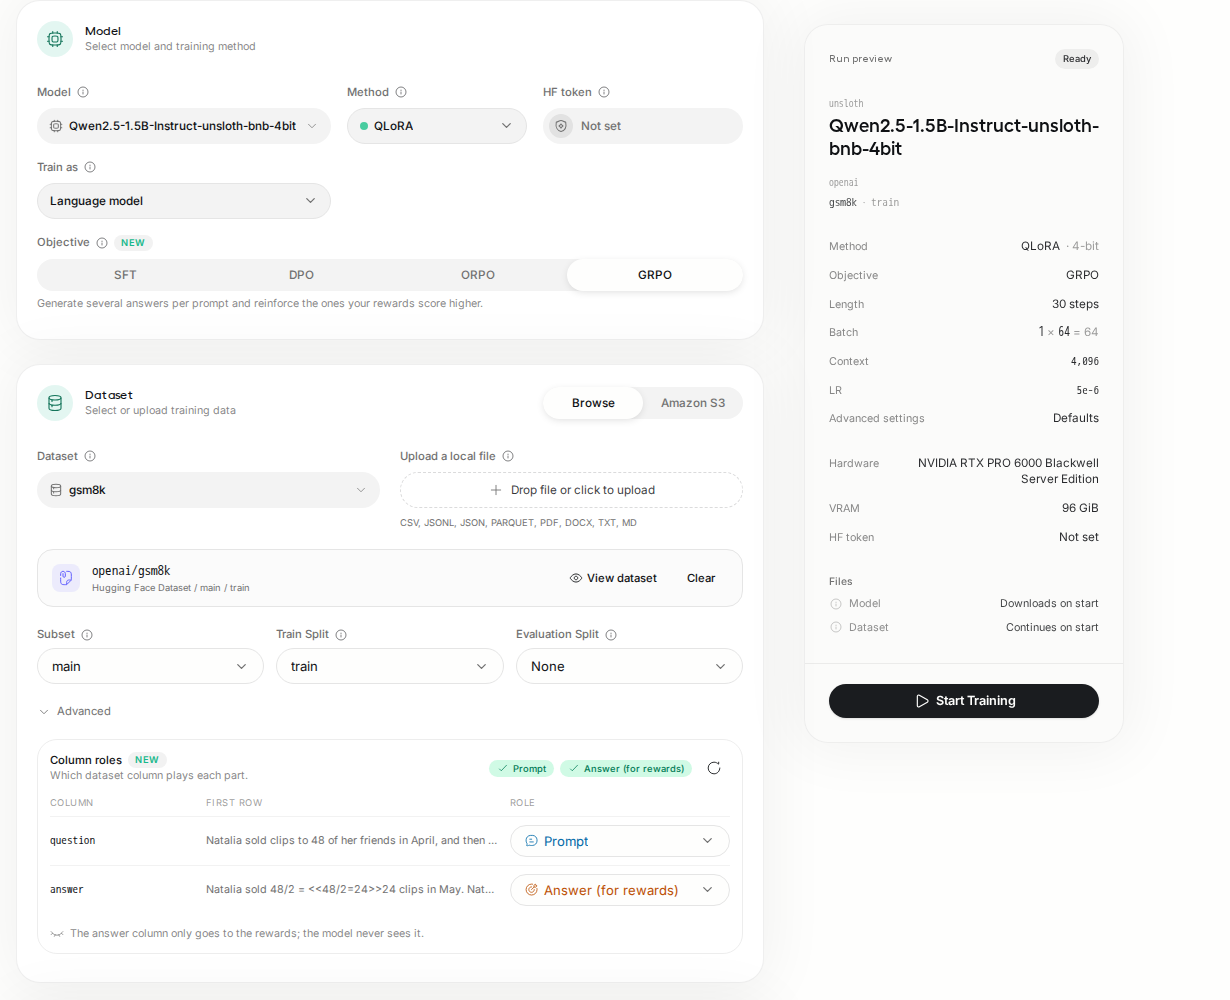 Model
Select model and training method
Model
Method
HF token
Qwen2.5-1.5B-Instruct-unsloth-bnb-4bit
QLoRA
Not set
Train as
Language model
Objective
NEW
SFT
DPO
ORPO
GRPO
Generate several answers per prompt and reinforce the ones your rewards score higher.
Dataset
Select or upload training data
Browse
Amazon S3
Dataset
Upload a local file
gsm8k
Drop file or click to upload
CSV, JSONL, JSON, PARQUET, PDF, DOCX, TXT, MD
openai/gsm8k
Hugging Face Dataset / main / train
View dataset
Clear
Subset
Train Split
Evaluation Split
main
train
None
Advanced
Column roles
NEW
Which dataset column plays each part.
Prompt
Answer (for rewards)
COLUMN
FIRST ROW
ROLE
question
Natalia sold clips to 48 of her friends in April, and then ...
Prompt
answer
Natalia sold 48/2 = <<48/2=24>>24 clips in May. Nat...
Answer (for rewards)
The answer column only goes to the rewards; the model never sees it.
Run preview
Ready
unsloth
Qwen2.5-1.5B-Instruct-unsloth-
bnb-4bit
openai
gsm8k · train
Method
QLoRA · 4-bit
Objective
GRPO
Length
30 steps
Batch
1 × 64 = 64
Context
4,096
LR
5e-6
Advanced settings
Defaults
Hardware
NVIDIA RTX PRO 6000 Blackwell
Server Edition
VRAM
96 GiB
HF token
Not set
Files
Model
Downloads on start
Dataset
Continues on start
Start Training